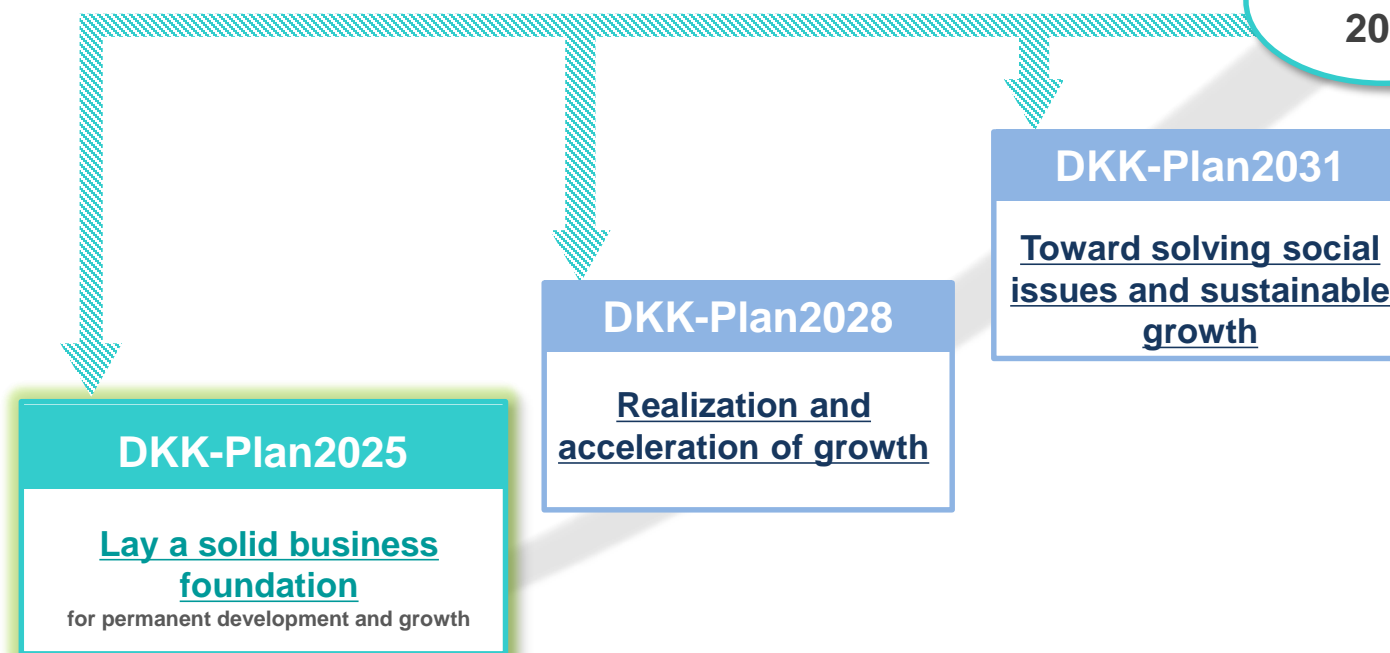 20
DKK-Plan2031
Toward solving social
issues and sustainable
growth
DKK-Plan2028
Realization and
acceleration of growth
DKK-Plan2025
Lay a solid business
foundation
for permanent development and growth